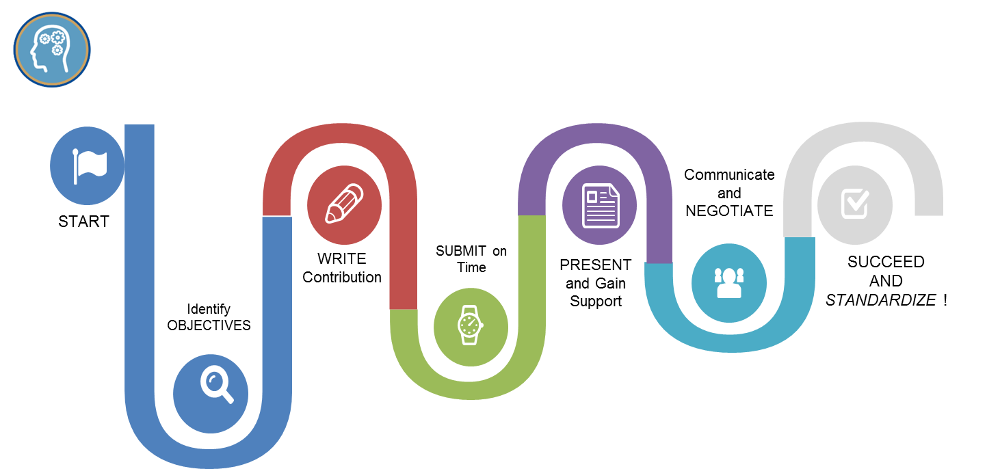 START
Identify
OBJECTIVES
WRITE
Contribution
SUBMIT on
Time
PRESENT
and Gain
Support
Communicate
and
NEGOTIATE
SUCCEED
AND
STANDARDIZE !